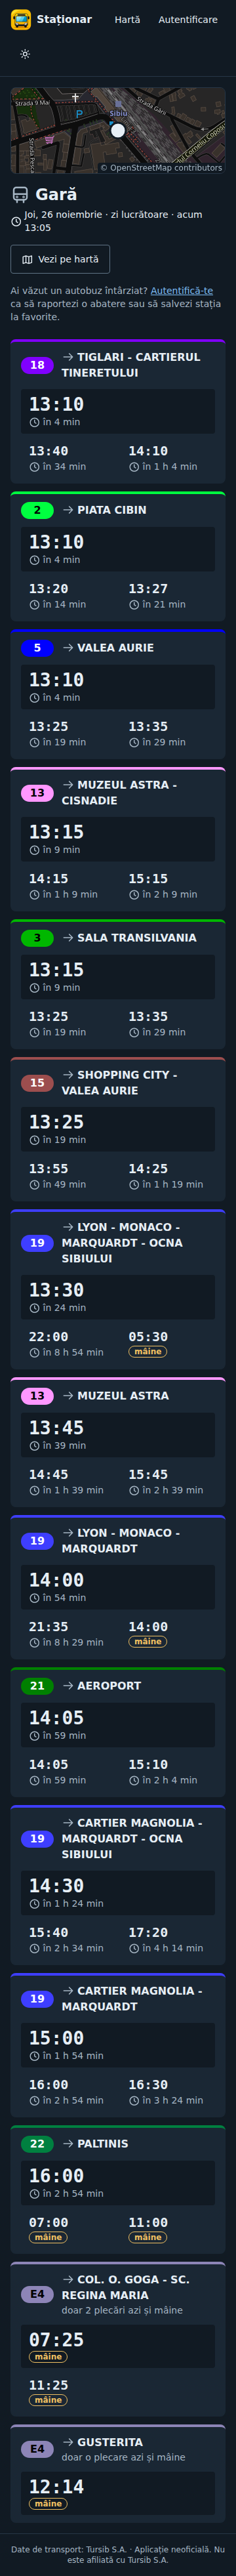 Staționar
Hartă
Autentificare
Strada 9 Mai
Sibiu
Strada Gării
P
© OpenStreetMap contributors
Gară
Joi, 26 noiembrie · zi lucrătoare · acum
13:05
Vezi pe hartă
Ai văzut un autobuz întârziat? Autentifică-te
ca să raportezi o abatere sau să salvezi stația
la favorite.
18
→ TIGLARI - CARTIERUL
TINERETULUI
13:10
în 4 min
13:40 14:10
în 34 min în 1 h 4 min
2 → PIATA CIBIN
13:10
în 4 min
13:20 13:27
în 14 min în 21 min
5 → VALEA AURIE
13:10
în 4 min
13:25 13:35
în 19 min în 29 min
13
→ MUZEUL ASTRA -
CISNADIE
13:15
în 9 min
14:15 15:15
în 1 h 9 min în 2 h 9 min
3 → SALA TRANSILVANIA
13:15
în 9 min
13:25 13:35
în 19 min în 29 min
15
→ SHOPPING CITY -
VALEA AURIE
13:25
în 19 min
13:55 14:25
în 49 min în 1 h 19 min
19
→ LYON - MONACO -
MARQUARDT - OCNA
SIBIULUI
13:30
în 24 min
22:00 05:30
în 8 h 54 min mâine
13 → MUZEUL ASTRA
13:45
în 39 min
14:45 15:45
în 1 h 39 min în 2 h 39 min
19
→ LYON - MONACO -
MARQUARDT
14:00
în 54 min
21:35 14:00
în 8 h 29 min mâine
21 → AEROPORT
14:05
în 59 min
14:05 15:10
în 59 min în 2 h 4 min
19
→ CARTIER MAGNOLIA -
MARQUARDT - OCNA
SIBIULUI
14:30
în 1 h 24 min
15:40 17:20
în 2 h 34 min în 4 h 14 min
19
→ CARTIER MAGNOLIA -
MARQUARDT
15:00
în 1 h 54 min
16:00 16:30
în 2 h 54 min în 3 h 24 min
22 → PALTINIS
16:00
în 2 h 54 min
07:00 11:00
mâine mâine
E4
→ COL. O. GOGA - SC.
REGINA MARIA
doar 2 plecări azi și mâine
07:25
mâine
11:25
mâine
E4
→ GUSTERITA
doar o plecare azi și mâine
12:14
mâine
Date de transport: Tursib S.A. · Aplicație neoficială. Nu
este afiliată cu Tursib S.A.